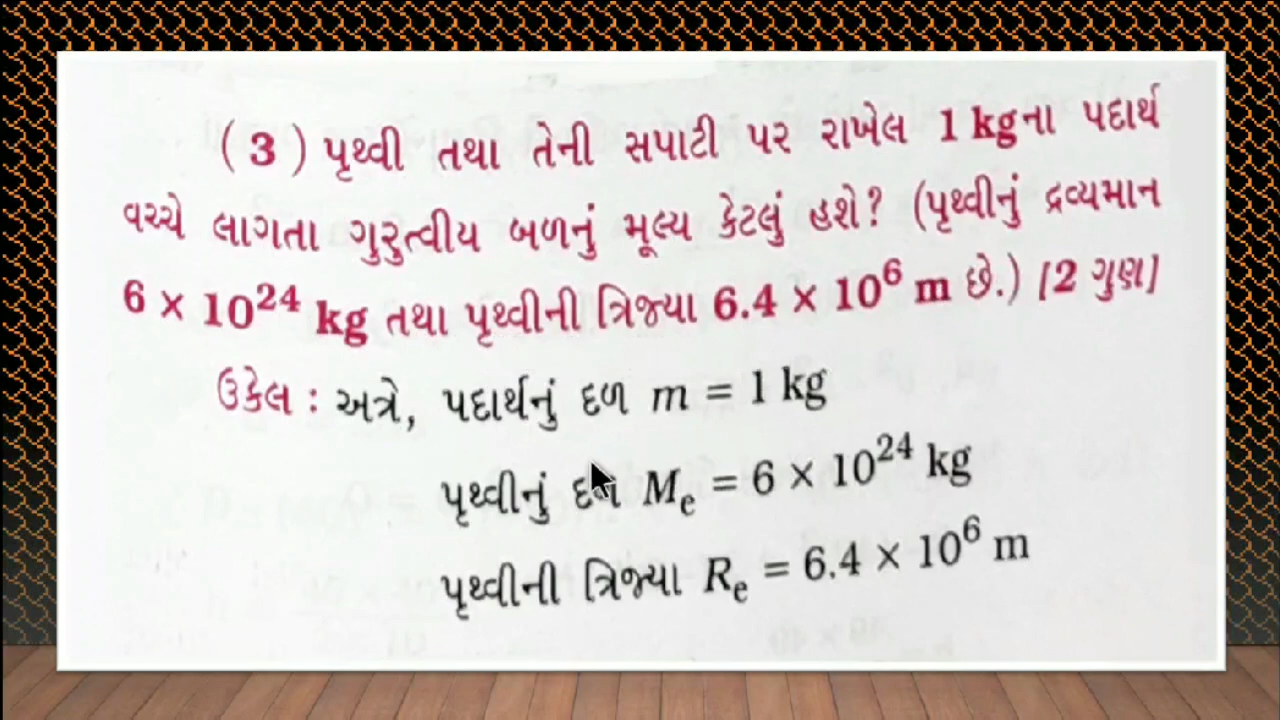 (3) પૃથ્વી તથા તેની સપાટી પર રાખેલ 1 kgના પદાર્થ
વચ્ચે લાગતા ગુરુત્વીય બળનું મૂલ્ય કેટલું હશે? (પૃથ્વીનું દ્રવ્યમાન
6 × 10²⁴ kg તથા પૃથ્વીની ત્રિજ્યા 6.4 × 10⁶ m છે.) [2 ગુણ]
ઉકેલ : અત્રે, પદાર્થનું દળ m = 1 kg
પૃથ્વીનું દળ Mₑ = 6 × 10²⁴ kg
પૃથ્વીની ત્રિજ્યા Rₑ = 6.4 × 10⁶ m